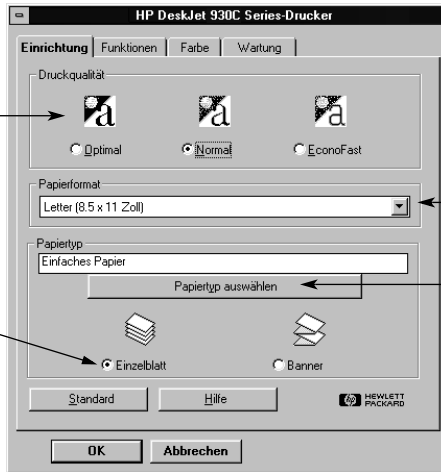 HP DeskJet 930C Series-Drucker
Einrichtung Funktionen Farbe Wartung
Druckqualität
Optimal Normal EconoFast
Papierformat
Letter (8.5 x 11 Zoll)
Papiertyp
Einfaches Papier
Papiertyp auswählen
Einzelblatt Banner
Standard Hilfe hp HEWLETT
PACKARD
OK Abbrechen